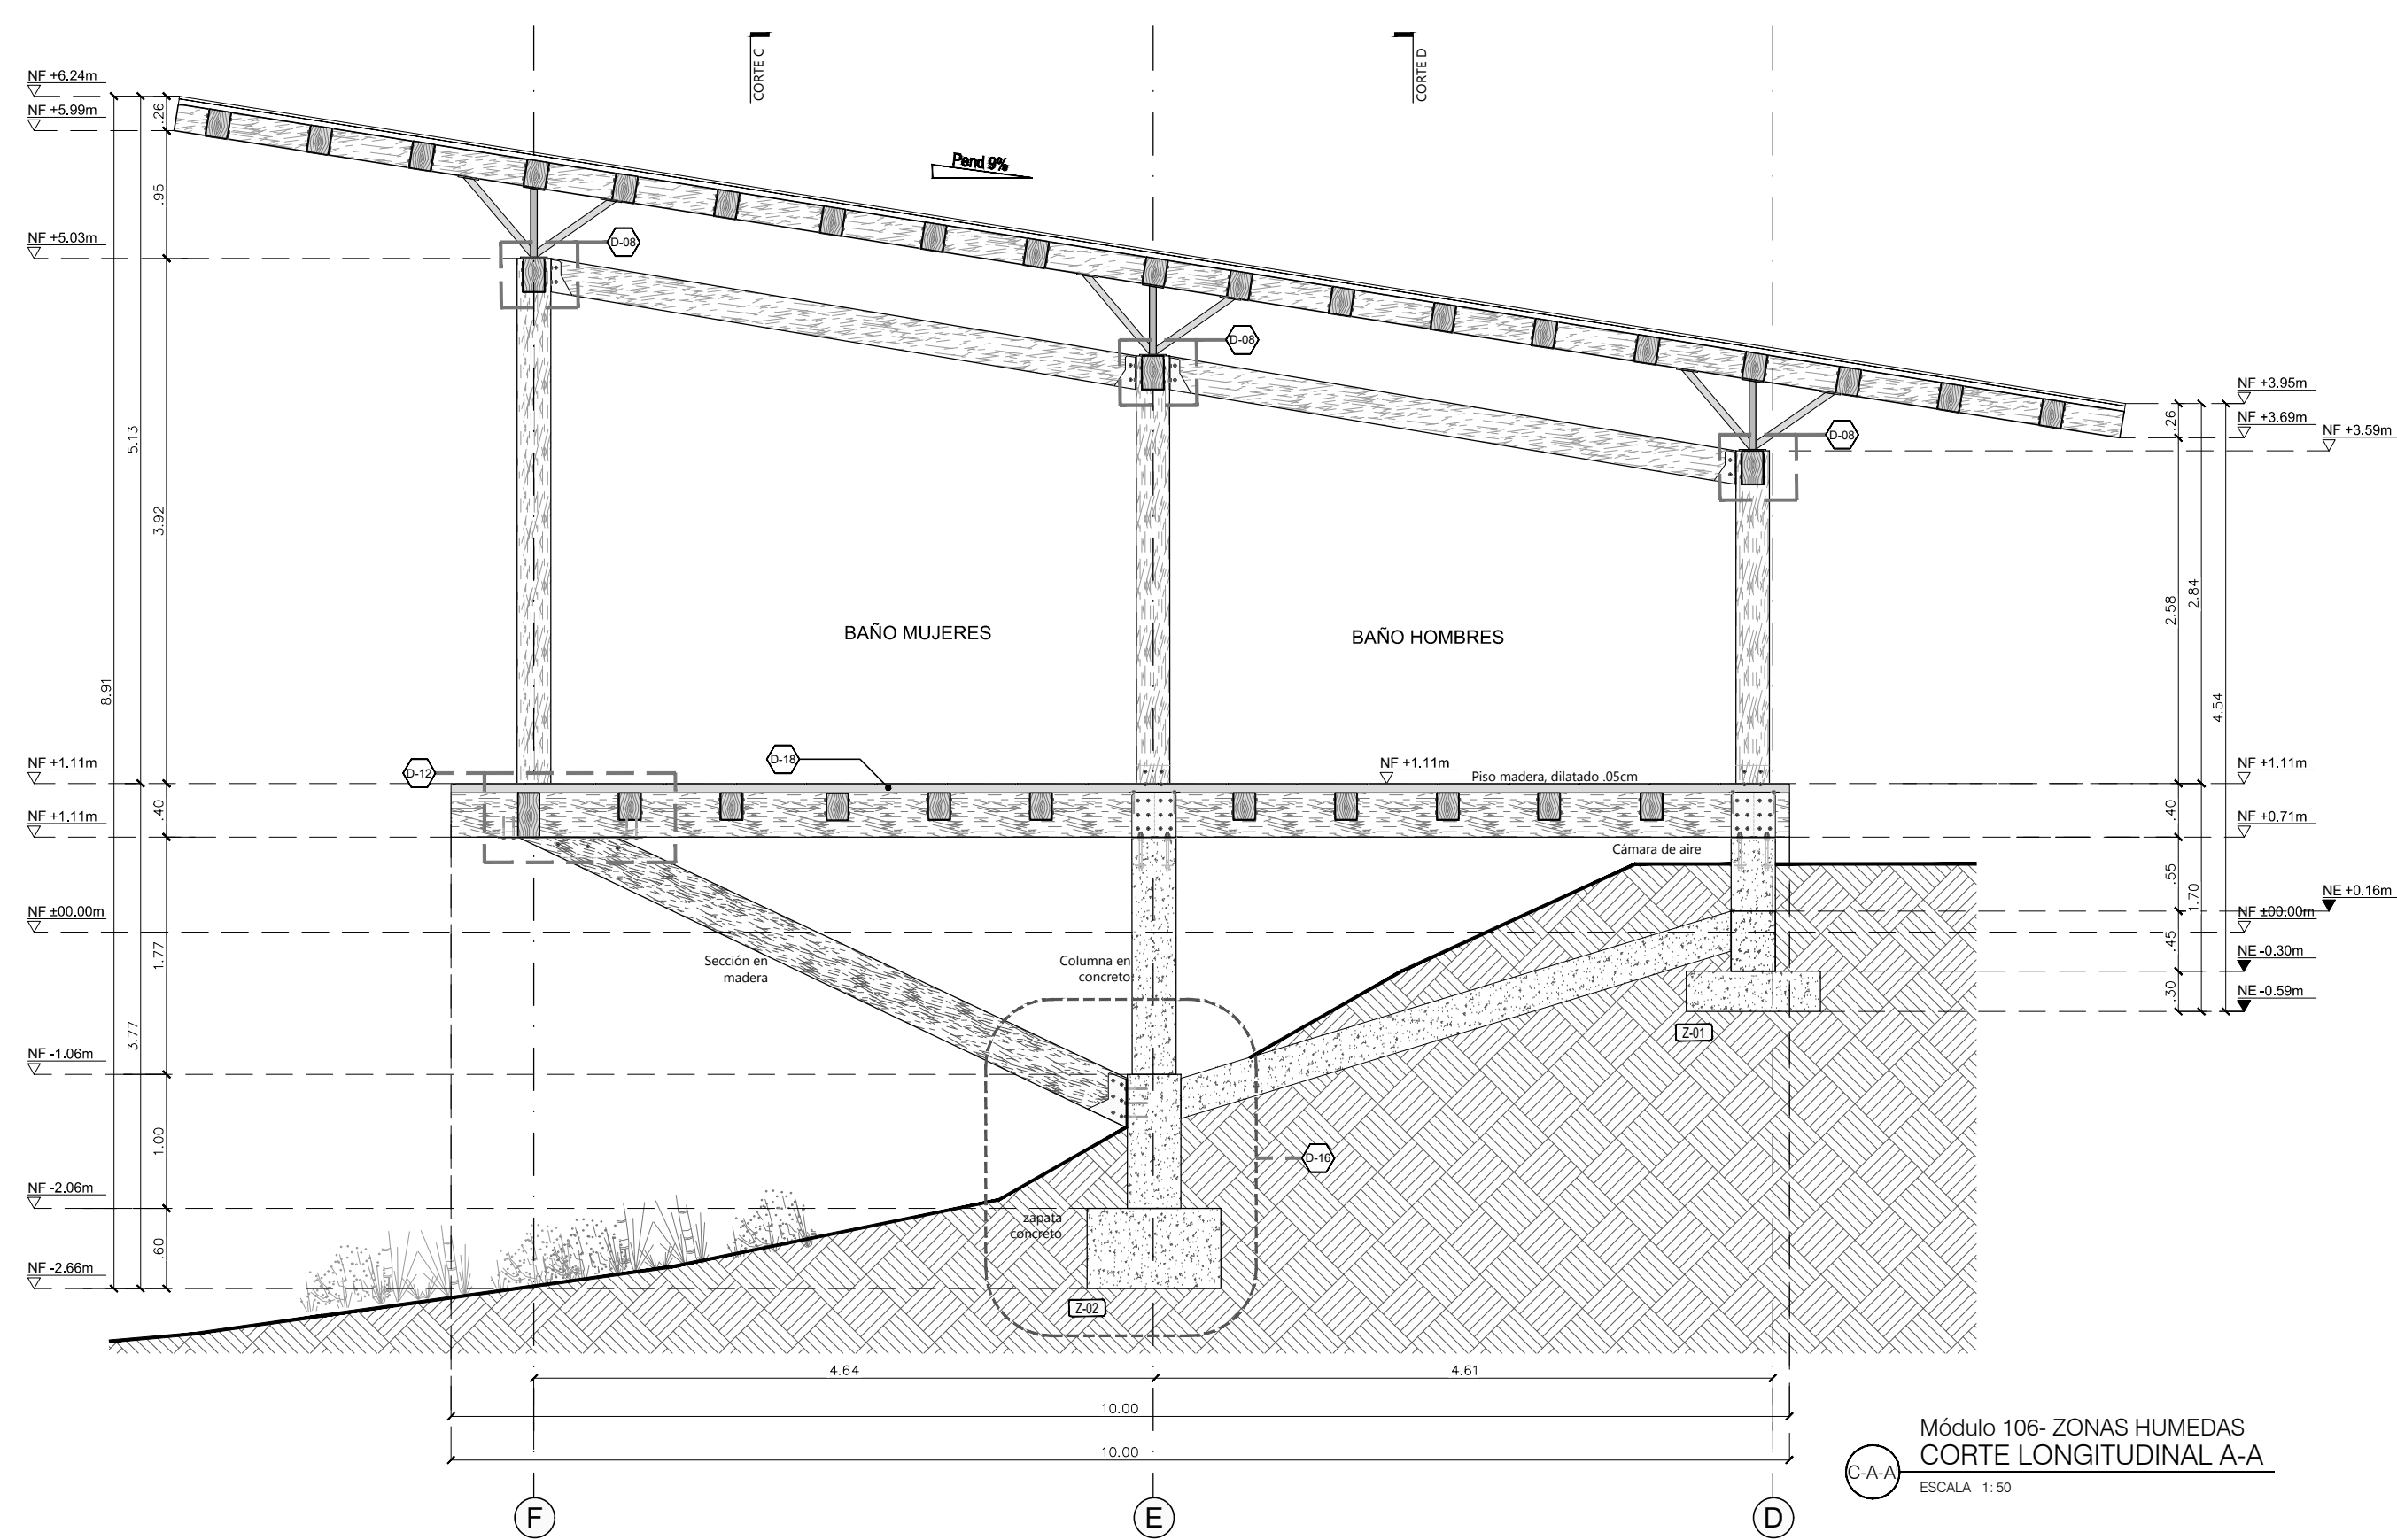 CORTE C
CORTE D
NF +6.24m
NF +5.99m
.26
Pend 9%
.95
NF +5.03m
D-08
D-08
D-08
NF +3.95m
NF +3.69m
NF +3.59m
.26
5.13
3.92
8.91
2.58
2.84
4.54
BAÑO MUJERES
BAÑO HOMBRES
NF +1.11m
D-12
D-18
NF +1.11m
Piso madera, dilatado .05cm
NF +1.11m
.40
NF +1.11m
.40
NF +0.71m
Cámara de aire
.55
1.70
NE +0.16m
NF ±00.00m
NF ±00.00m
1.77
.45
Sección en
madera
Columna en
concreto
NE -0.30m
.30
NE -0.59m
Z-01
3.77
NF -1.06m
1.00
D-16
NF -2.06m
zapata
concreto
.60
NF -2.66m
Z-02
4.64
4.61
10.00
10.00
Módulo 106- ZONAS HUMEDAS
C-A-A'
CORTE LONGITUDINAL A-A
ESCALA 1:50
F
E
D